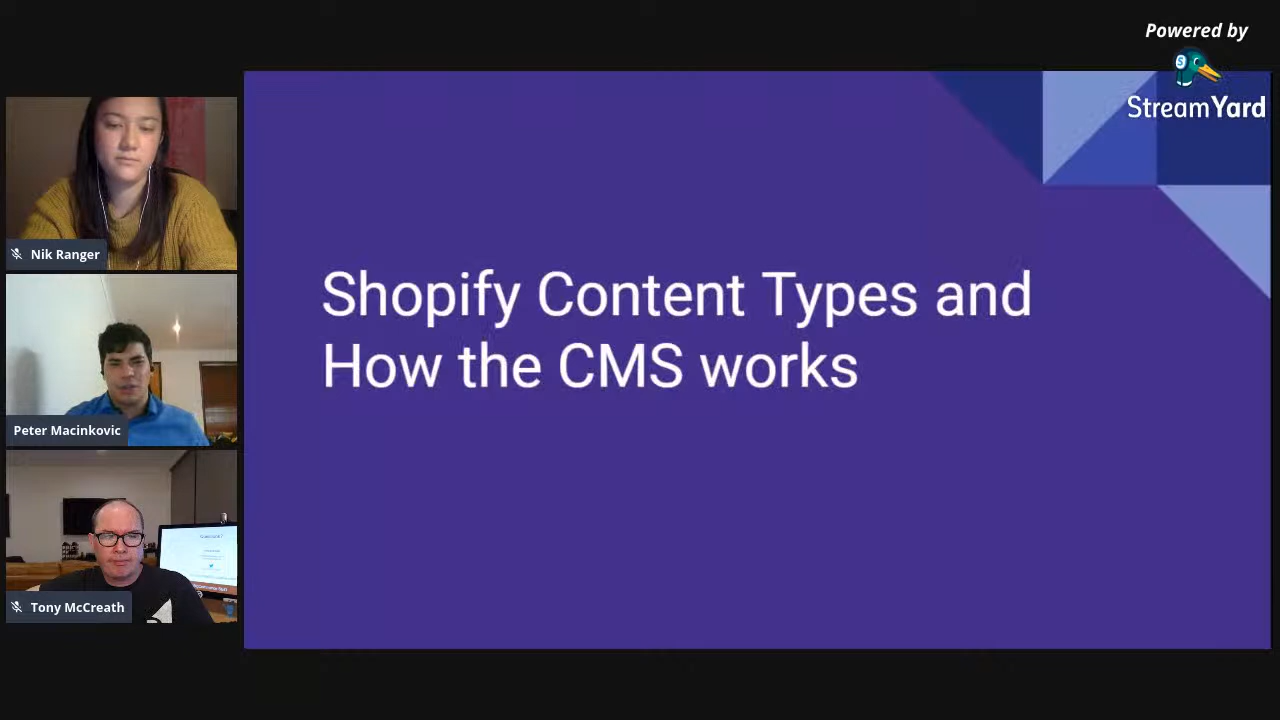 Powered by
StreamYard
Nik Ranger
Peter Macinkovic
Tony McCreath
Shopify Content Types and
How the CMS works